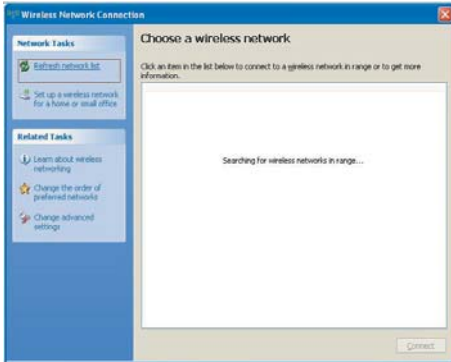 Wireless Network Connection
Network Tasks
Refresh network list
Set up a wireless network
for a home or small office
Related Tasks
Learn about wireless
networking
Change the order of
preferred networks
Change advanced
settings
Choose a wireless network
Click an item in the list below to connect to a wireless network in range or to get more
information.
Searching for wireless networks in range...
Connect